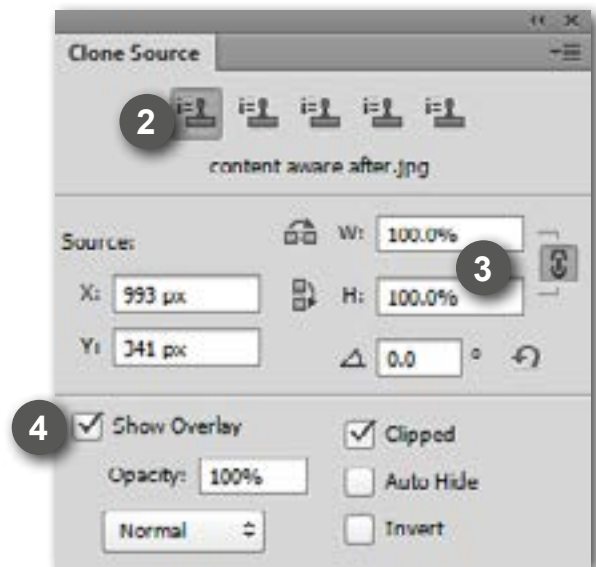 Clone Source
2
content aware after.jpg
Source:
W: 100.0%
3
X: 993 px
H: 100.0%
Y: 341 px
0.0 °
4 Show Overlay
Clipped
Opacity: 100%
Auto Hide
Normal
Invert